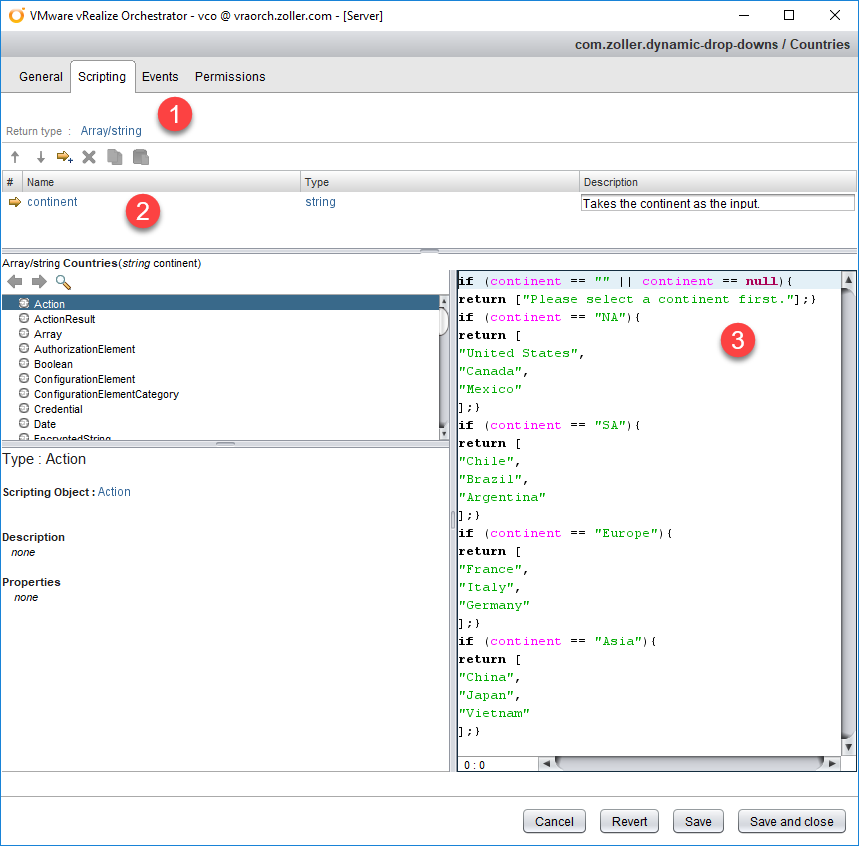 VMware vRealize Orchestrator - vco @ vraorch.zoller.com - [Server]
com.zoller.dynamic-drop-downs / Countries
General Scripting Events Permissions
1
Return type : Array/string
# Name Type Description
continent string Takes the continent as the input.
2
Array/string Countries(string continent)
Action
ActionResult
Array
AuthorizationElement
Boolean
ConfigurationElement
ConfigurationElementCategory
Credential
Date
EncryptedString
Type : Action
Scripting Object : Action
Description
none
Properties
none
if (continent == "" || continent == null){
return ["Please select a continent first."];}
if (continent == "NA"){
return [
"United States",
"Canada",
"Mexico"
];}
if (continent == "SA"){
return [
"Chile",
"Brazil",
"Argentina"
];}
if (continent == "Europe"){
return [
"France",
"Italy",
"Germany"
];}
if (continent == "Asia"){
return [
"China",
"Japan",
"Vietnam"
];}
3
0 : 0
Cancel Revert Save Save and close